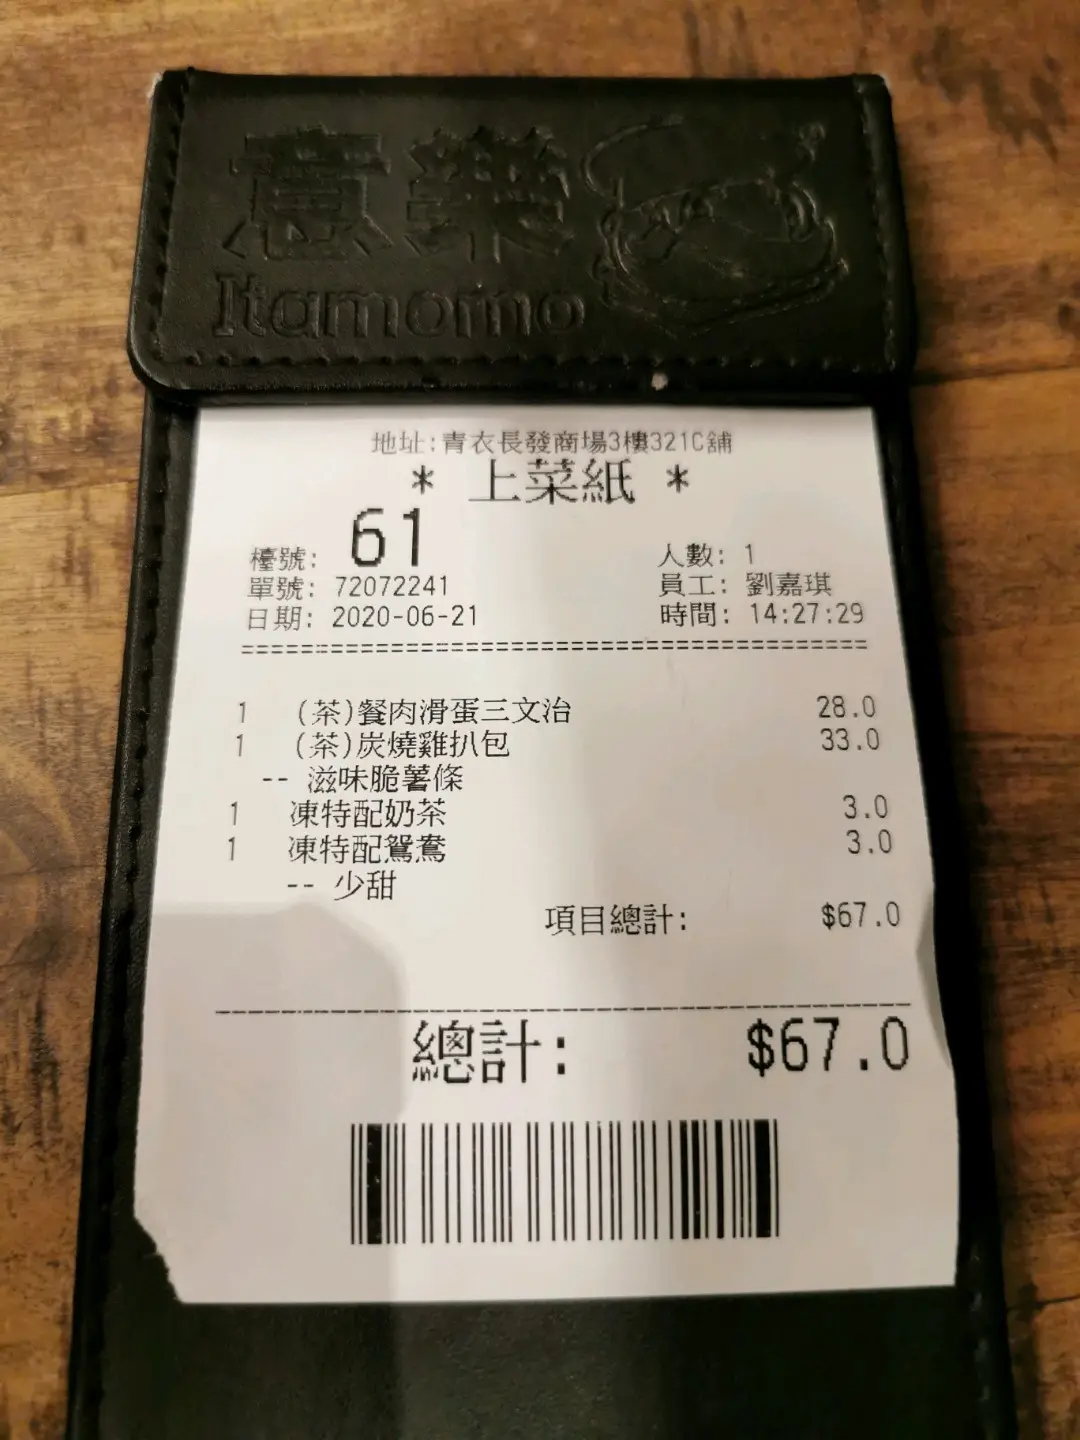 意樂
Itamomo
地址:青衣長發商場3樓321C舖
* 上菜紙 *
檯號: 61 人數: 1
單號: 72072241 員工: 劉嘉琪
日期: 2020-06-21 時間: 14:27:29
==========================================
1 (茶)餐肉滑蛋三文治 28.0
1 (茶)炭燒雞扒包 33.0
-- 滋味脆薯條
1 凍特配奶茶 3.0
1 凍特配鴛鴦 3.0
-- 少甜
項目總計: $67.0
總計: $67.0